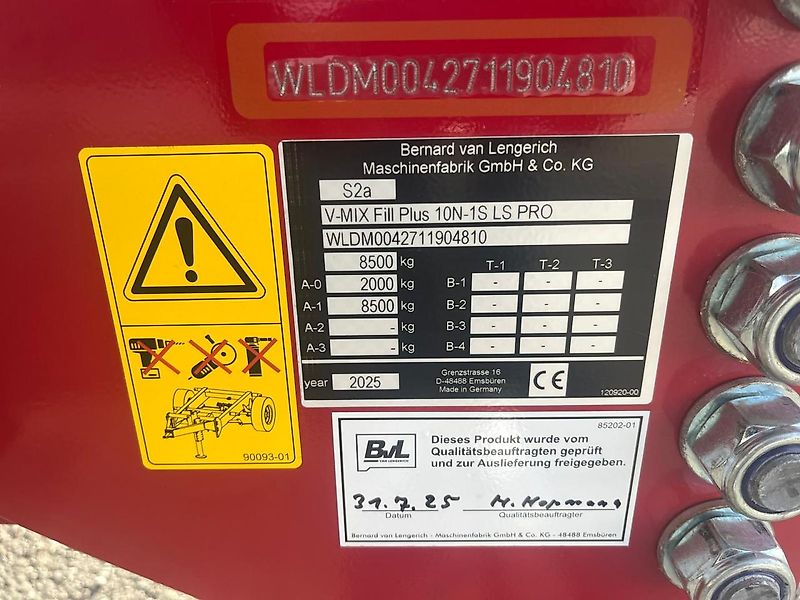 WLDM0042711904810
Bernard van Lengerich
Maschinenfabrik GmbH & Co. KG
S2a
V-MIX Fill Plus 10N-1S LS PRO
WLDM0042711904810
8500 kg
A-0 2000 kg
A-1 8500 kg
A-2 - kg
A-3 - kg
T-1 T-2 T-3
B-1 - - -
B-2 - - -
B-3 - - -
B-4 - - -
year 2025
Grenzstrasse 16
D-48488 Emsbüren
Made in Germany
CE
120920-00
90093-01
85202-01
BvL
VAN LENGERICH
Dieses Produkt wurde vom
Qualitätsbeauftragten geprüft
und zur Auslieferung freigegeben.
31.7.25 M. Hopmann
Datum Qualitätsbeauftragter
Bernard van Lengerich - Maschinenfabrik GmbH & Co. KG - 48488 Emsbüren